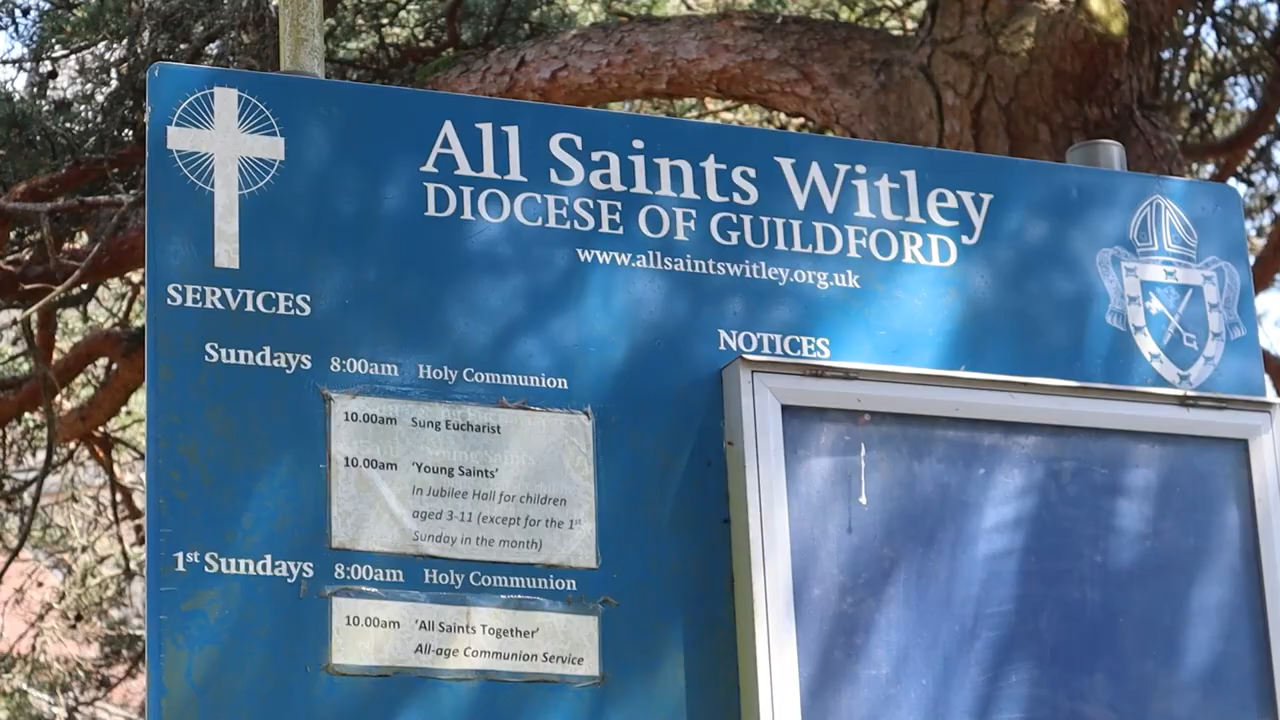 All Saints Witley
DIOCESE OF GUILDFORD
www.allsaintswitley.org.uk
SERVICES
Sundays 8:00am Holy Communion
10.00am Sung Eucharist
10.00am ‘Young Saints’
In Jubilee Hall for children
aged 3-11 (except for the 1st
Sunday in the month)
1st Sundays 8:00am Holy Communion
10.00am ‘All Saints Together’
All-age Communion Service
NOTICES